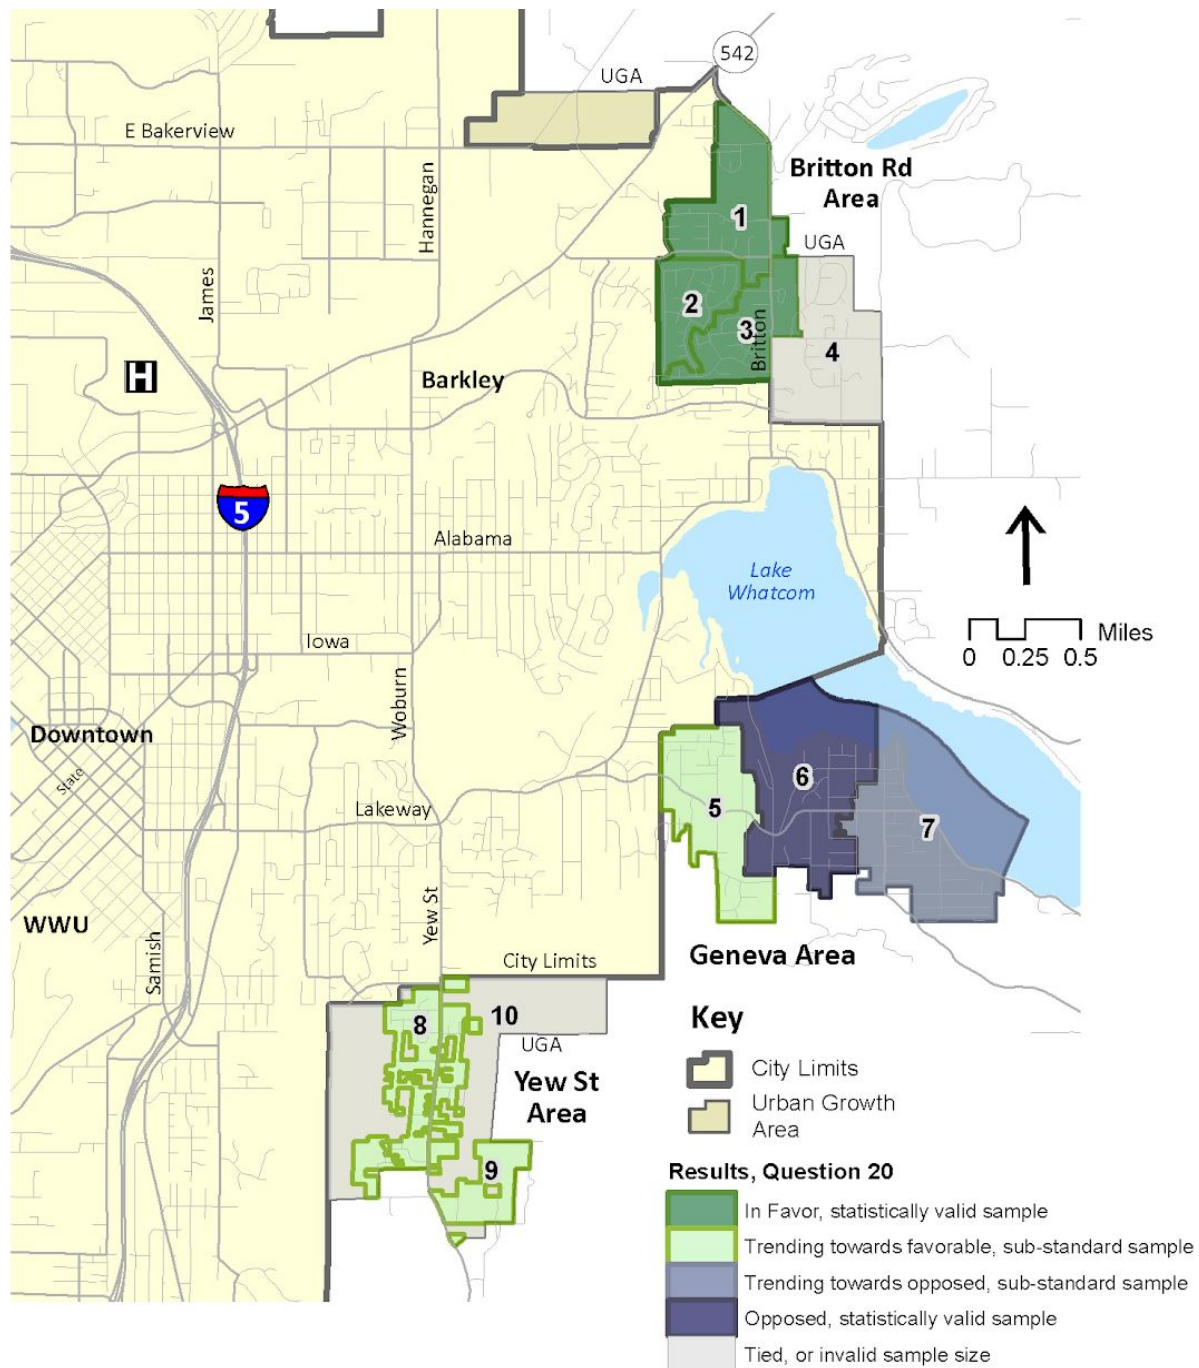 542
UGA
E Bakerview
Britton Rd
Area
Hannegan
1
UGA
James
2
3
Britton
4
H
Barkley
5
Alabama
Lake
Whatcom
Miles
0 0.25 0.5
Iowa
Woburn
Downtown
State
6
5
7
Lakeway
Yew St
WWU
Samish
Geneva Area
City Limits
8
10
UGA
Yew St
Area
9
Key
City Limits
Urban Growth
Area
Results, Question 20
In Favor, statistically valid sample
Trending towards favorable, sub-standard sample
Trending towards opposed, sub-standard sample
Opposed, statistically valid sample
Tied, or invalid sample size